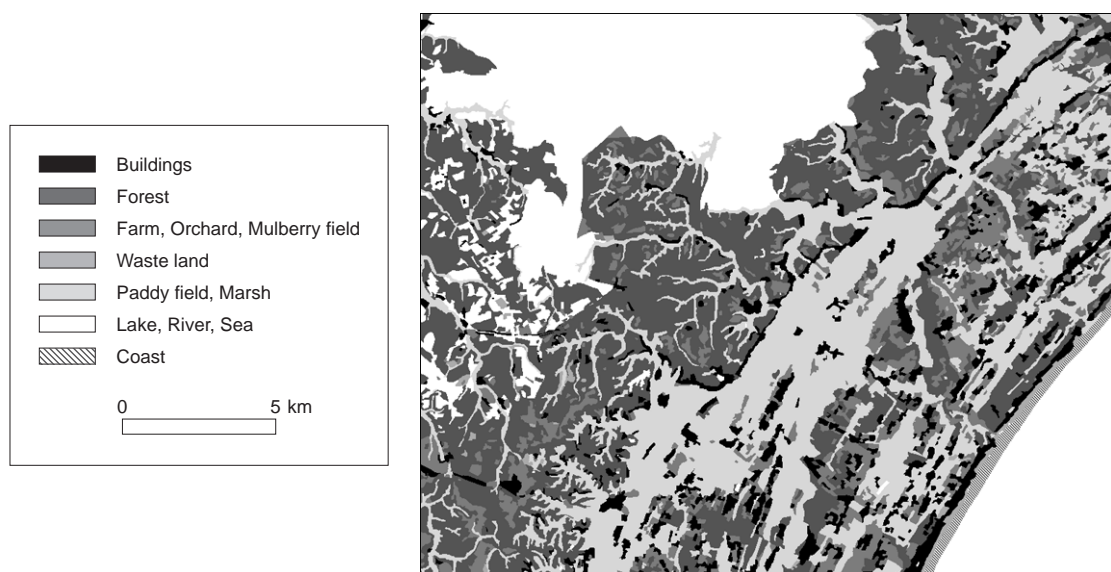 Buildings
Forest
Farm, Orchard, Mulberry field
Waste land
Paddy field, Marsh
Lake, River, Sea
Coast
0 5 km